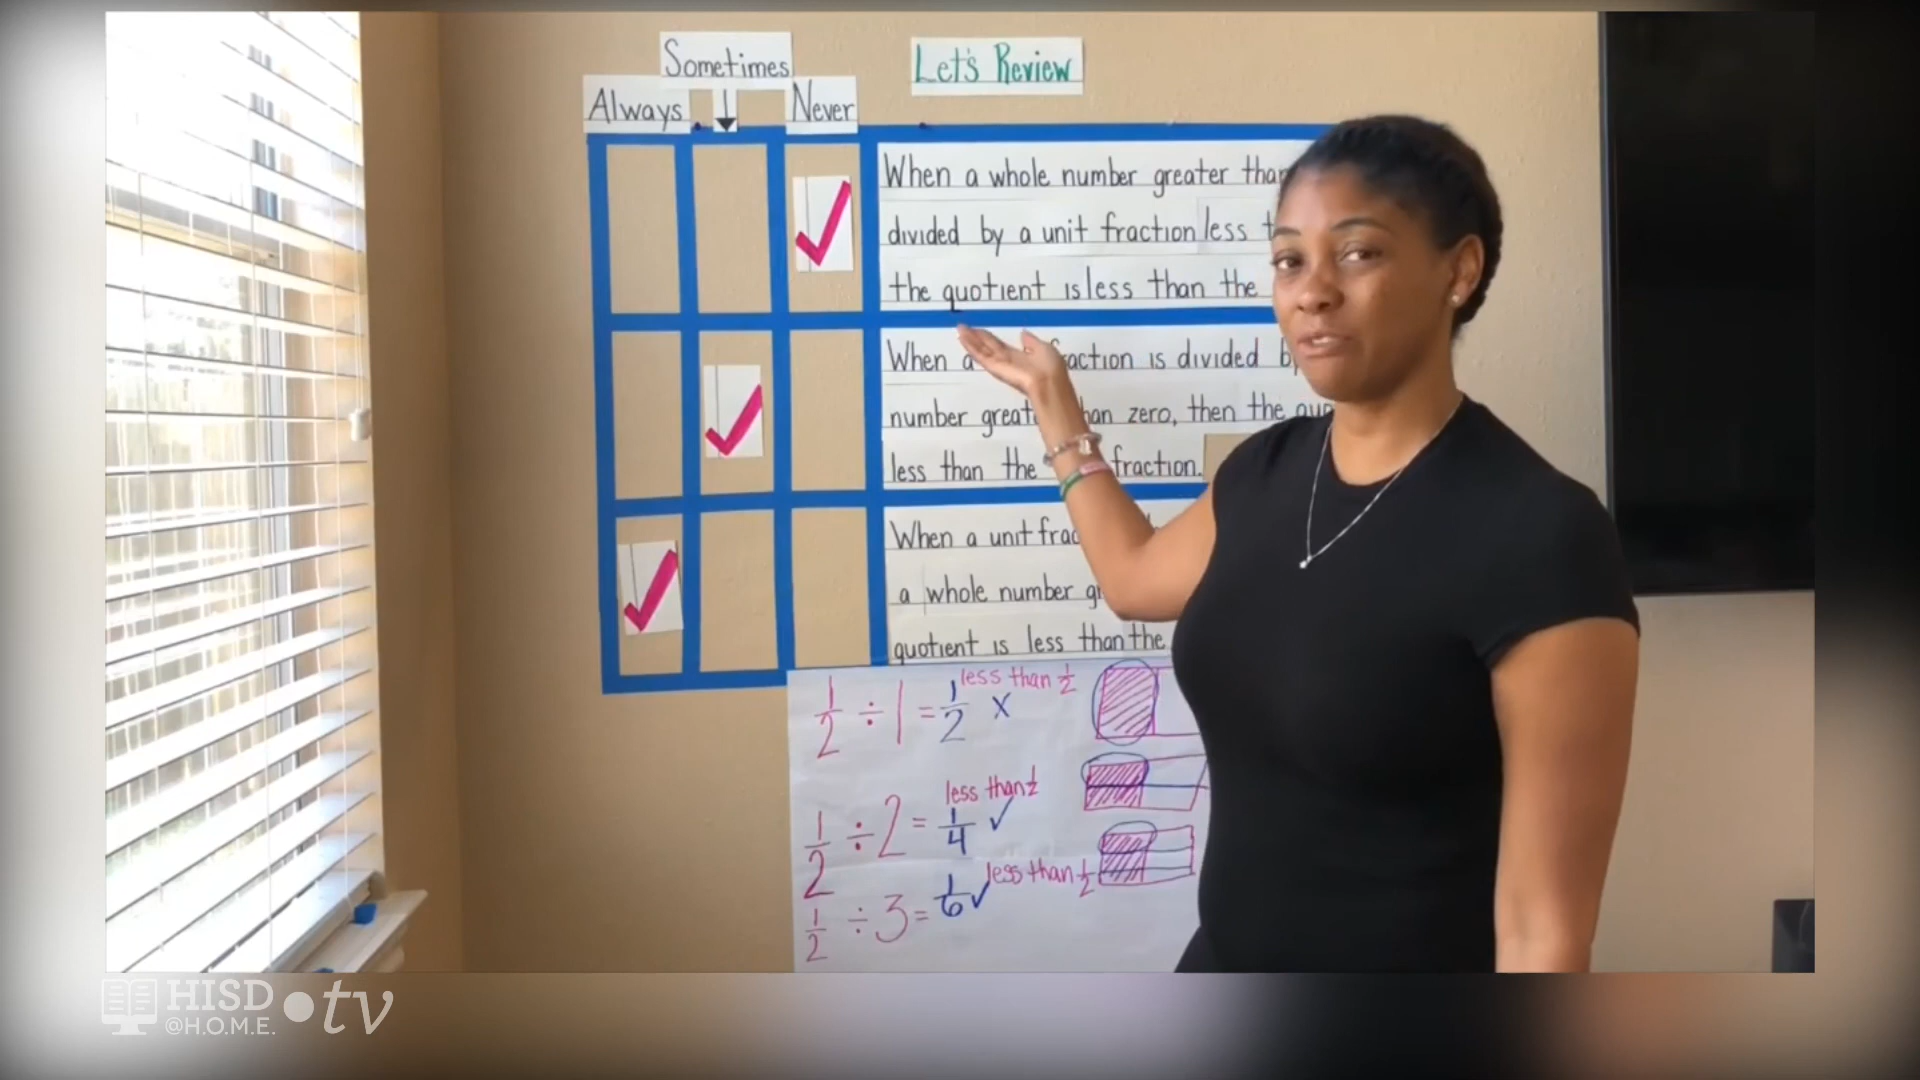 Sometimes
Let's Review
Always
Never
When a whole number greater than
divided by a unit fraction less
the quotient is less than the
When a fraction is divided
number greater than zero, then the
less than the fraction.
When a unit
a whole number
quotient is less than the
1/2 ÷ 1 = 1/2 X
less than 1/2
1/2 ÷ 2 = 1/4 ✓
less than 1/2
1/2 ÷ 3 = 1/6 ✓
less than 1/2
HISD
@H.O.M.E.
•tv